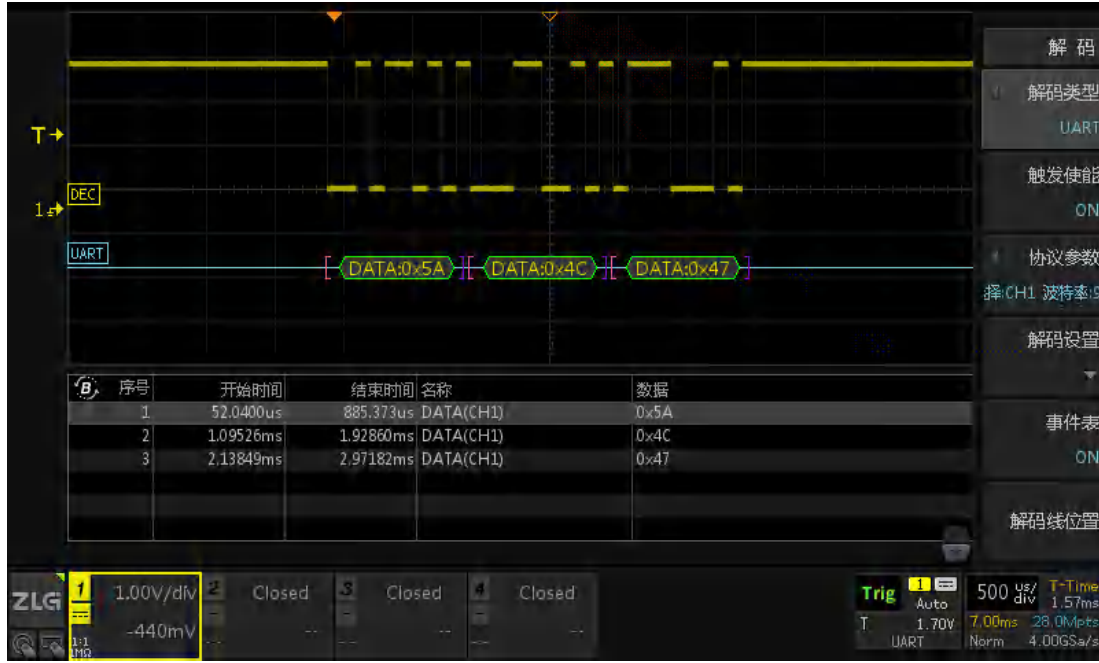 解 码
解码类型
UART
T
触发使能
DEC
ON
1
UART
协议参数
DATA:0x5A DATA:0x4C DATA:0x47
择:CH1 波特率:9
解码设置
B 序号 开始时间 结束时间 名称 数据
1 52.0400us 885.373us DATA(CH1) 0x5A
事件表
2 1.09526ms 1.92860ms DATA(CH1) 0x4C
3 2.13849ms 2.97182ms DATA(CH1) 0x47
ON
解码线位置
ZLG 1 1.00V/div 2 Closed 3 Closed 4 Closed Trig 1 500 us/div T-Time
Auto 1.57ms
-440mV -- -- -- T 1.70V 7.00ms 28.0Mpts
1:1 -- -- -- UART Norm 4.00GSa/s
1MΩ